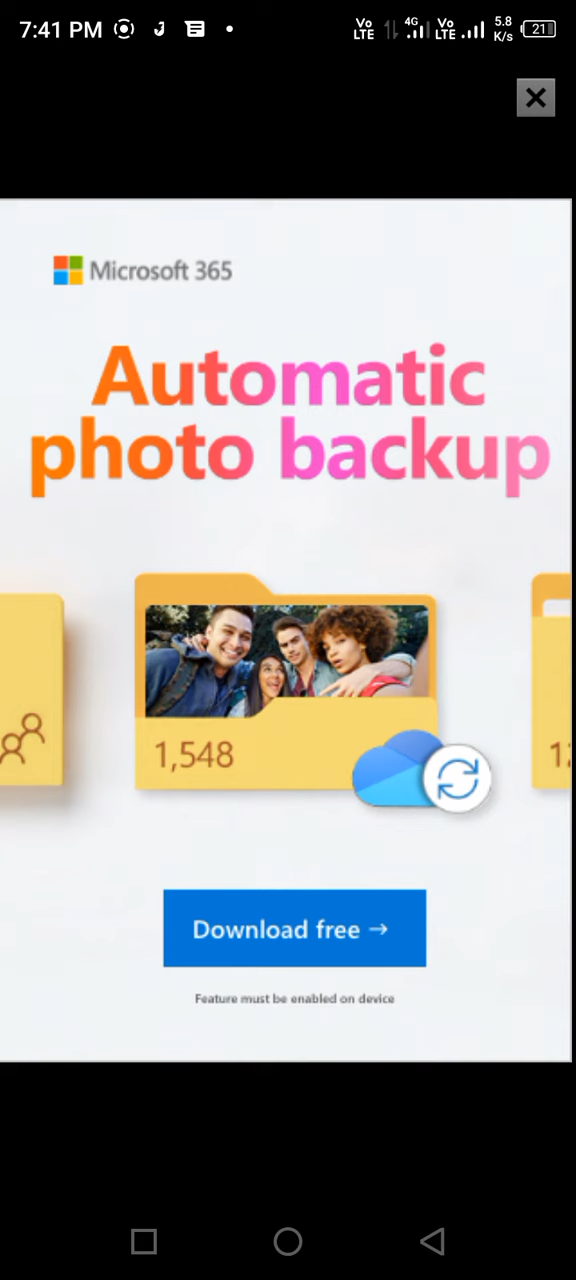 7:41 PM
Vo LTE 4G Vo LTE 5.8 K/s 21
Microsoft 365
Automatic
photo backup
1,548
Download free →
Feature must be enabled on device